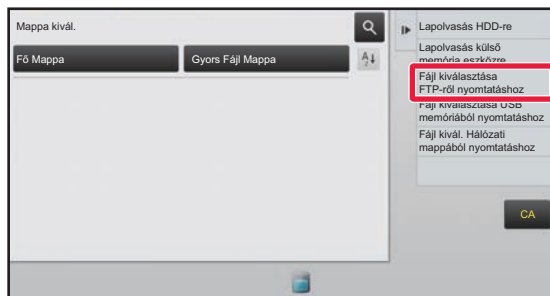 Mappa kivál.
Fő Mappa
Gyors Fájl Mappa
Lapolvasás HDD-re
Lapolvasás külső
memória eszközre
Fájl kiválasztása
FTP-ről nyomtatáshoz
Fájl kiválasztása USB
memóriából nyomtatáshoz
Fájl kivál. Hálózati
mappából nyomtatáshoz
CA